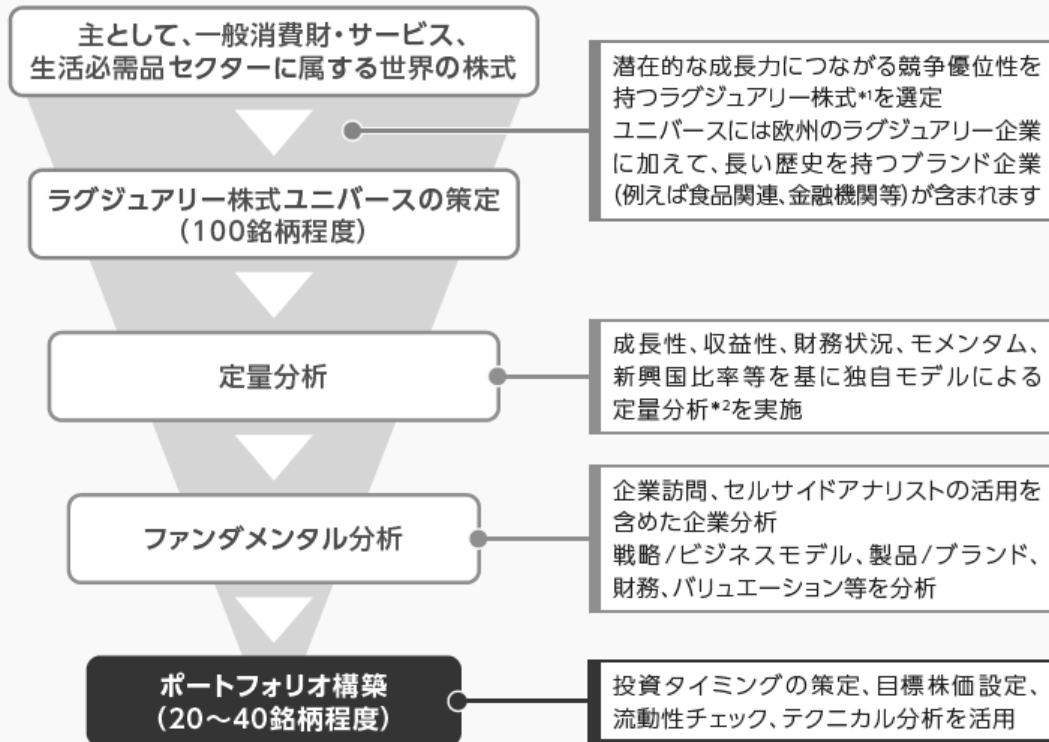 主として、一般消費財・サービス、
生活必需品セクターに属する世界の株式
潜在的な成長力につながる競争優位性を
持つラグジュアリー株式*1を選定
ユニバースには欧州のラグジュアリー企業
に加えて、長い歴史を持つブランド企業
(例えば食品関連、金融機関等)が含まれます
ラグジュアリー株式ユニバースの策定
(100銘柄程度)
定量分析
成長性、収益性、財務状況、モメンタム、
新興国比率等を基に独自モデルによる
定量分析*2を実施
ファンダメンタル分析
企業訪問、セルサイドアナリストの活用を
含めた企業分析
戦略/ビジネスモデル、製品/ブランド、
財務、バリュエーション等を分析
ポートフォリオ構築
(20〜40銘柄程度)
投資タイミングの策定、目標株価設定、
流動性チェック、テクニカル分析を活用